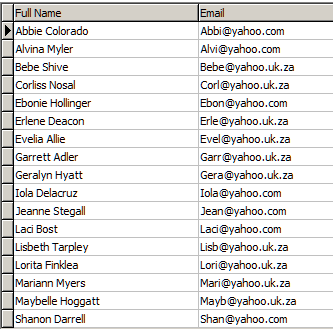 Full Name Email
Abbie Colorado Abbi@yahoo.com
Alvina Myler Alvi@yahoo.com
Bebe Shive Bebe@yahoo.uk.za
Corliss Nosal Corl@yahoo.uk.za
Ebonie Hollinger Ebon@yahoo.com
Erlene Deacon Erle@yahoo.uk.za
Evelia Allie Evel@yahoo.uk.za
Garrett Adler Garr@yahoo.uk.za
Geralyn Hyatt Gera@yahoo.uk.za
Iola Delacruz Iola@yahoo.com
Jeanne Stegall Jean@yahoo.com
Laci Bost Laci@yahoo.com
Lisbeth Tarpley Lisb@yahoo.uk.za
Lorita Finklea Lori@yahoo.uk.za
Mariann Myers Mari@yahoo.uk.za
Maybelle Hoggatt Mayb@yahoo.uk.za
Shanon Darrell Shan@yahoo.com